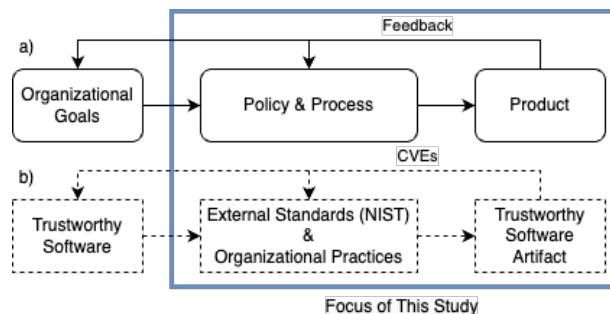 Feedback
a)
Organizational
Goals
Policy & Process
Product
CVEs
b)
Trustworthy
Software
External Standards (NIST)
&
Organizational Practices
Trustworthy
Software
Artifact
Focus of This Study